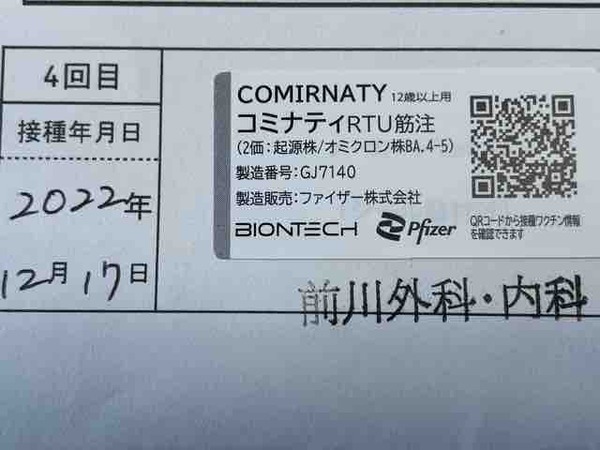 4回目
接種年月日
2022年
12月17日
COMIRNATY 12歳以上用
コミナティRTU筋注
(2価:起源株/オミクロン株BA.4-5)
製造番号:GJ7140
製造販売:ファイザー株式会社
BIONTECH Pfizer
QRコードから接種ワクチン情報
を確認できます
前川外科・内科